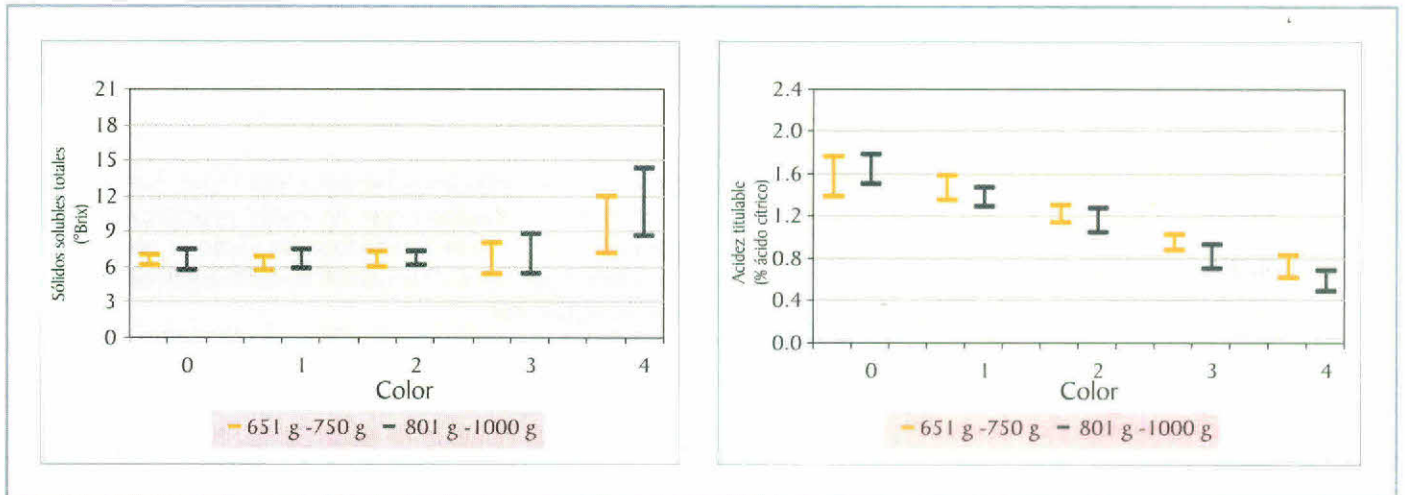 21
18
15
12
9
6
3
0
Sólidos solubles totales
(°Brix)
0 1 2 3 4
Color
651 g -750 g 801 g -1000 g
2.4
2.0
1.6
1.2
0.8
0.4
0.0
Acidez titulable
(% ácido cítrico)
0 1 2 3 4
Color
651 g -750 g 801 g -1000 g